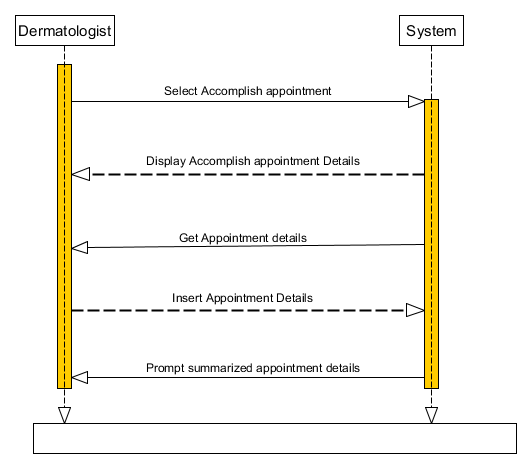 Dermatologist
System
Select Accomplish appointment
Display Accomplish appointment Details
Get Appointment details
Insert Appointment Details
Prompt summarized appointment details